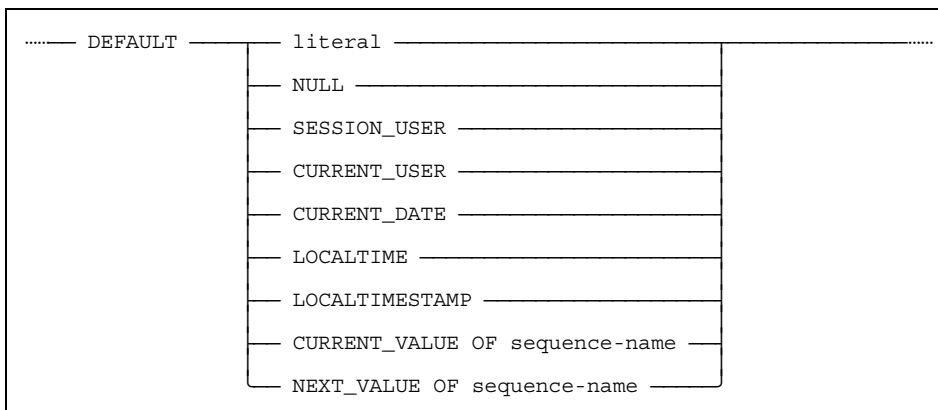 DEFAULT literal
NULL
SESSION_USER
CURRENT_USER
CURRENT_DATE
LOCALTIME
LOCALTIMESTAMP
CURRENT_VALUE OF sequence-name
NEXT_VALUE OF sequence-name